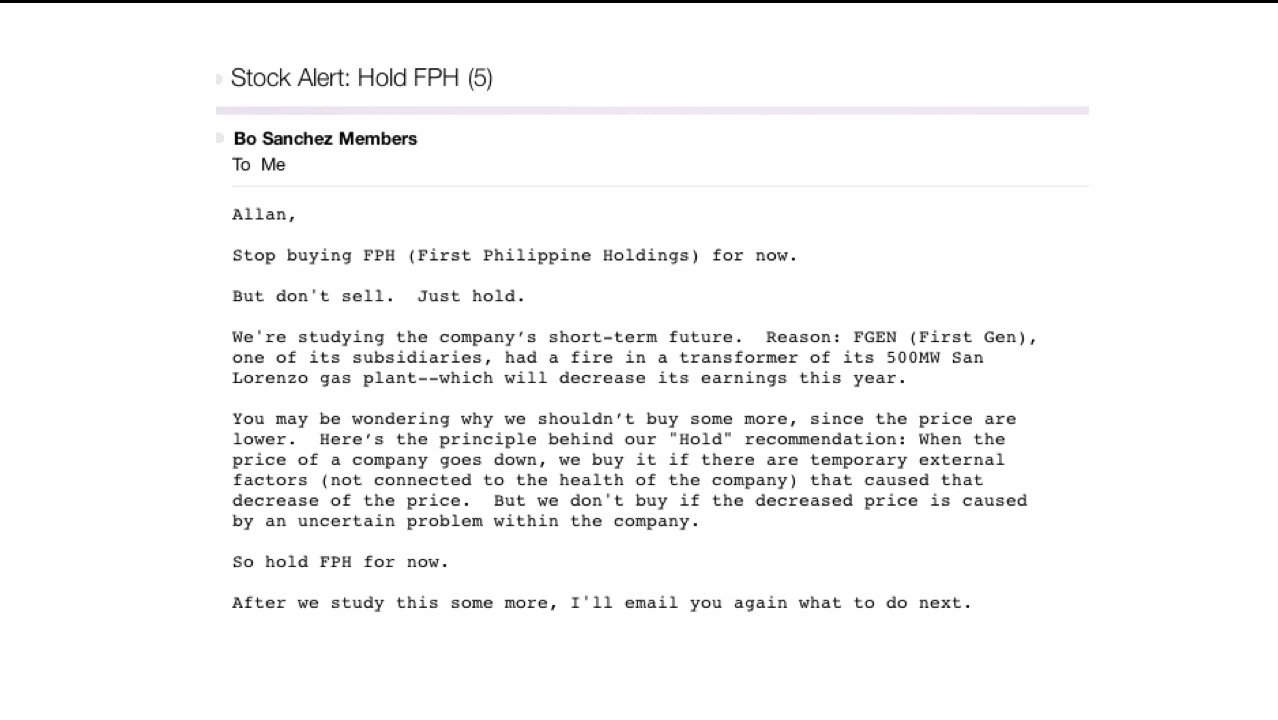 Stock Alert: Hold FPH (5)
Bo Sanchez Members
To Me
Allan,
Stop buying FPH (First Philippine Holdings) for now.
But don't sell.  Just hold.
We're studying the company’s short-term future.  Reason: FGEN (First Gen),
one of its subsidiaries, had a fire in a transformer of its 500MW San
Lorenzo gas plant--which will decrease its earnings this year.
You may be wondering why we shouldn’t buy some more, since the price are
lower.  Here’s the principle behind our "Hold" recommendation: When the
price of a company goes down, we buy it if there are temporary external
factors (not connected to the health of the company) that caused that
decrease of the price.  But we don't buy if the decreased price is caused
by an uncertain problem within the company.
So hold FPH for now.
After we study this some more, I'll email you again what to do next.